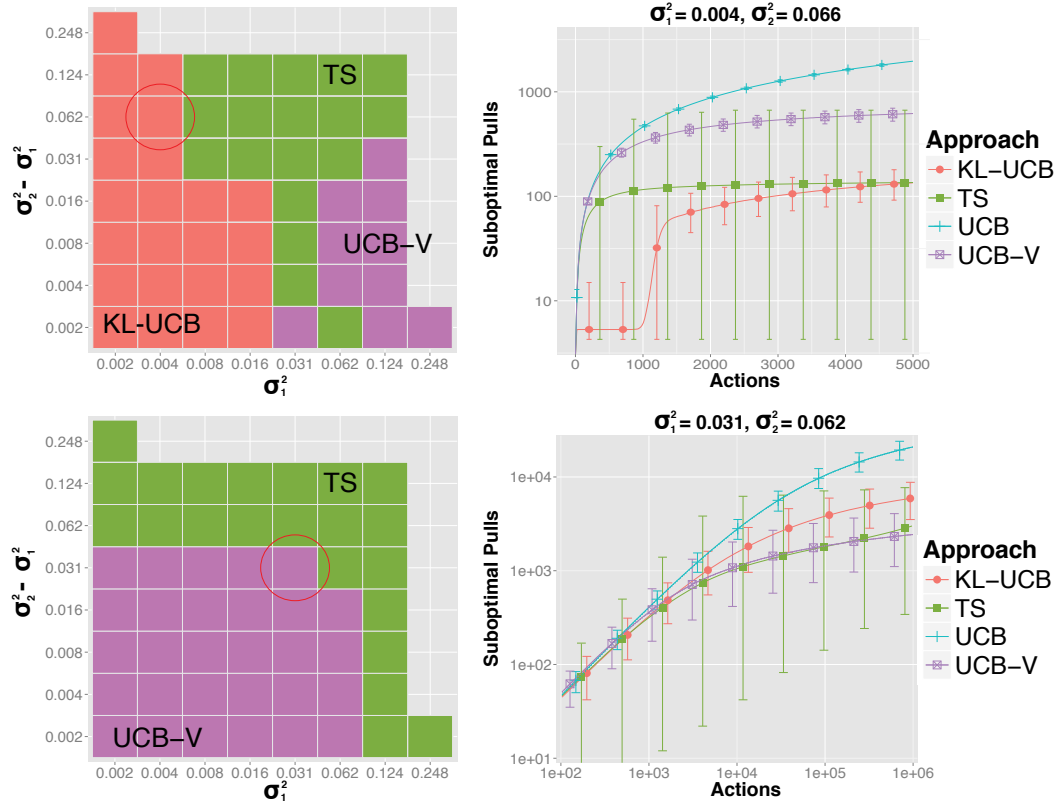 σ₁² = 0.004, σ₂² = 0.066
0.248
0.124
0.062
0.031
0.016
0.008
0.004
0.002
σ₂² - σ₁²
TS
UCB−V
KL-UCB
0.002 0.004 0.008 0.016 0.031 0.062 0.124 0.248
σ₁²
1000
100
10
Suboptimal Pulls
0 1000 2000 3000 4000 5000
Actions
Approach
KL−UCB
TS
UCB
UCB−V
σ₁² = 0.031, σ₂² = 0.062
0.248
0.124
0.062
0.031
0.016
0.008
0.004
0.002
σ₂² - σ₁²
TS
UCB−V
0.002 0.004 0.008 0.016 0.031 0.062 0.124 0.248
σ₁²
1e+04
1e+03
1e+02
1e+01
Suboptimal Pulls
1e+02 1e+03 1e+04 1e+05 1e+06
Actions
Approach
KL−UCB
TS
UCB
UCB−V